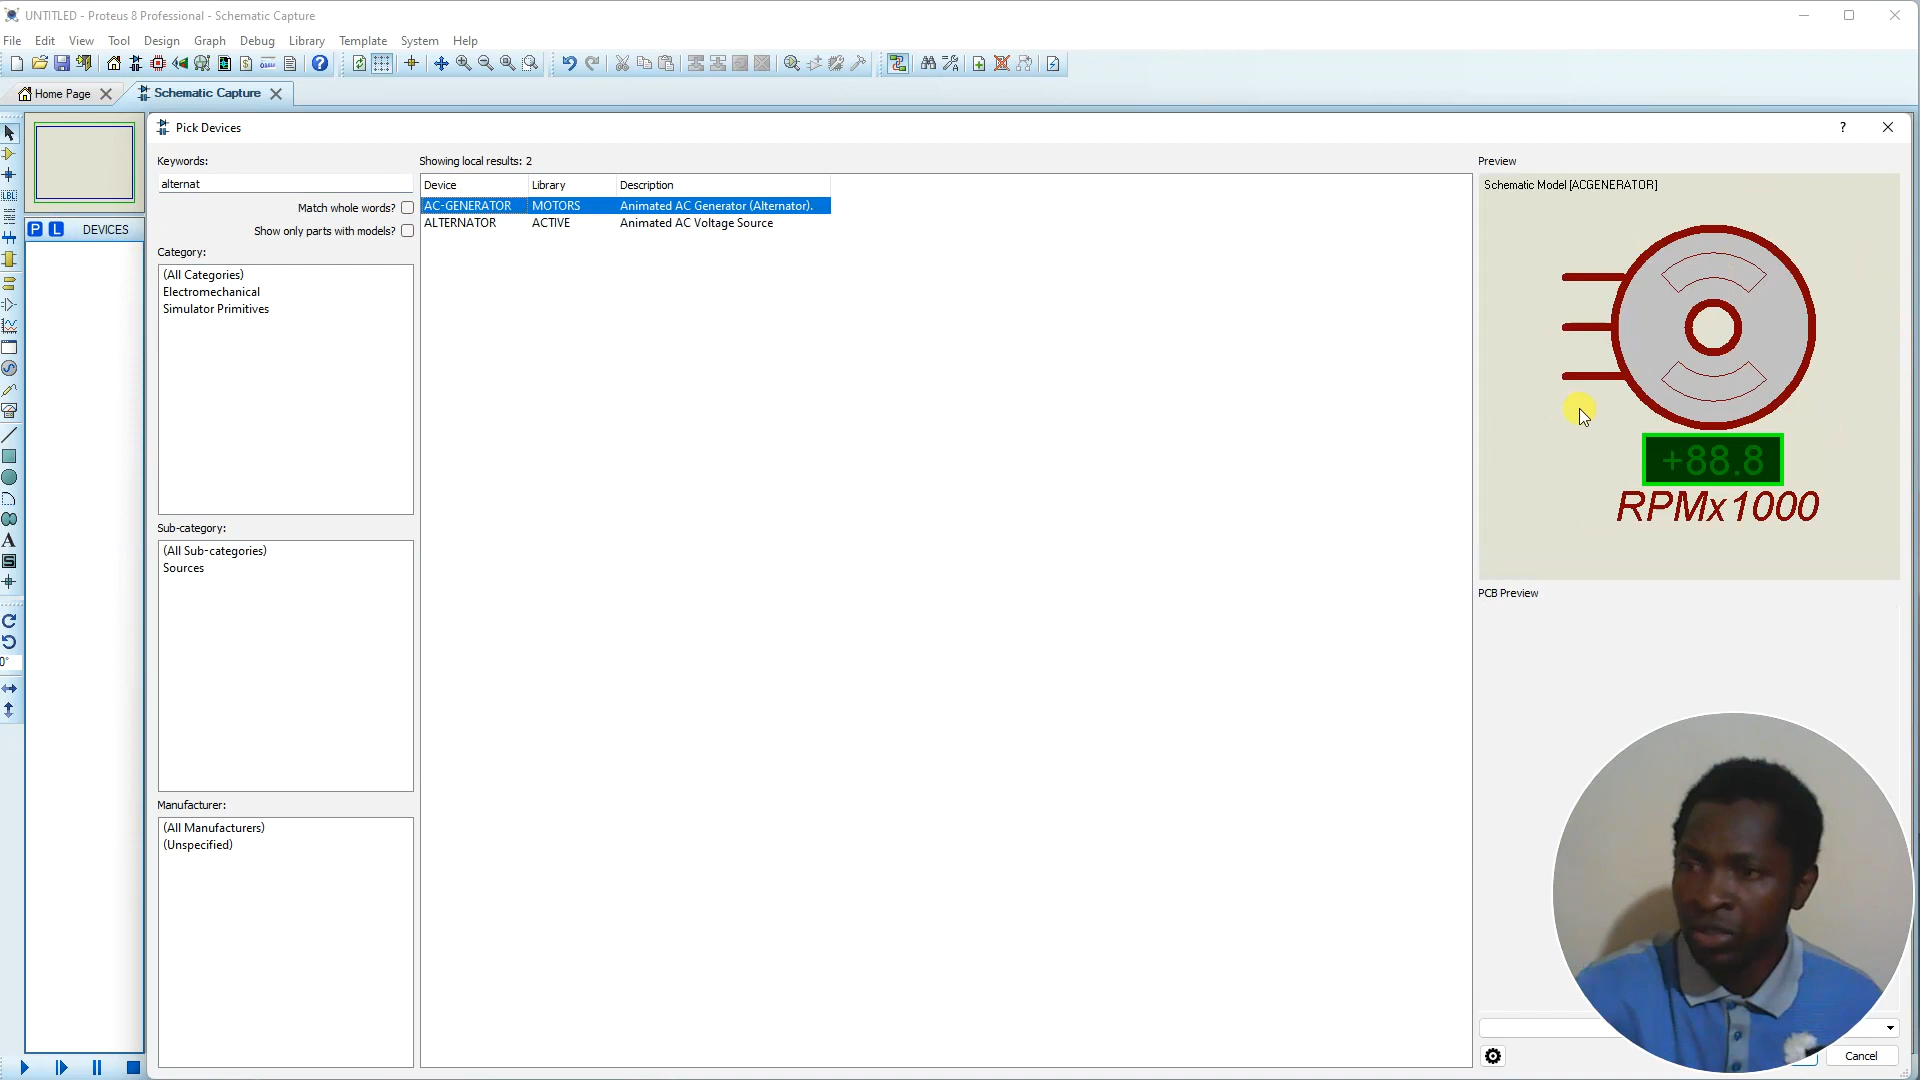 UNTITLED - Proteus 8 Professional - Schematic Capture
File Edit View Tool Design Graph Debug Library Template System Help
Home Page Schematic Capture
Pick Devices
?
Keywords:
alternat
Match whole words?
Show only parts with models?
Category:
(All Categories)
Electromechanical
Simulator Primitives
Sub-category:
(All Sub-categories)
Sources
Manufacturer:
(All Manufacturers)
(Unspecified)
P L DEVICES
LBL
A
S
0°
Showing local results: 2
Device Library Description
AC-GENERATOR MOTORS Animated AC Generator (Alternator).
ALTERNATOR ACTIVE Animated AC Voltage Source
Preview
Schematic Model [ACGENERATOR]
+88.8
RPMx1000
PCB Preview
Cancel